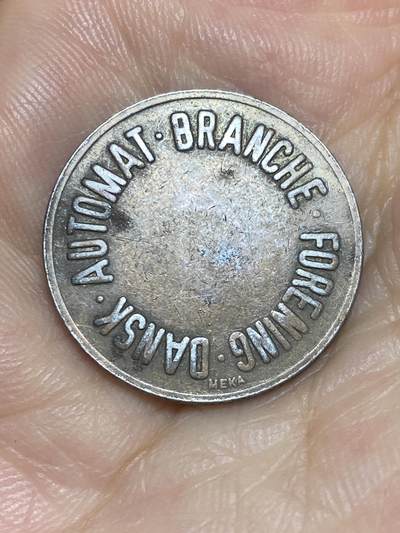 DANSK · AUTOMAT · BRANCHE · FORENING ·
MEKA